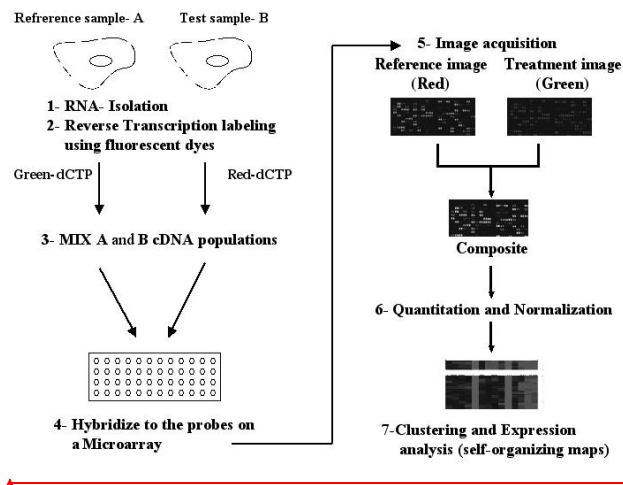 Refrerence sample- A
Test sample- B
1- RNA- Isolation
2- Reverse Transcription labeling
using fluorescent dyes
Green-dCTP
Red-dCTP
3- MIX A and B cDNA populations
4- Hybridize to the probes on
a Microarray
5- Image acquisition
Reference image
(Red)
Treatment image
(Green)
Composite
6- Quantitation and Normalization
7-Clustering and Expression
analysis (self-organizing maps)